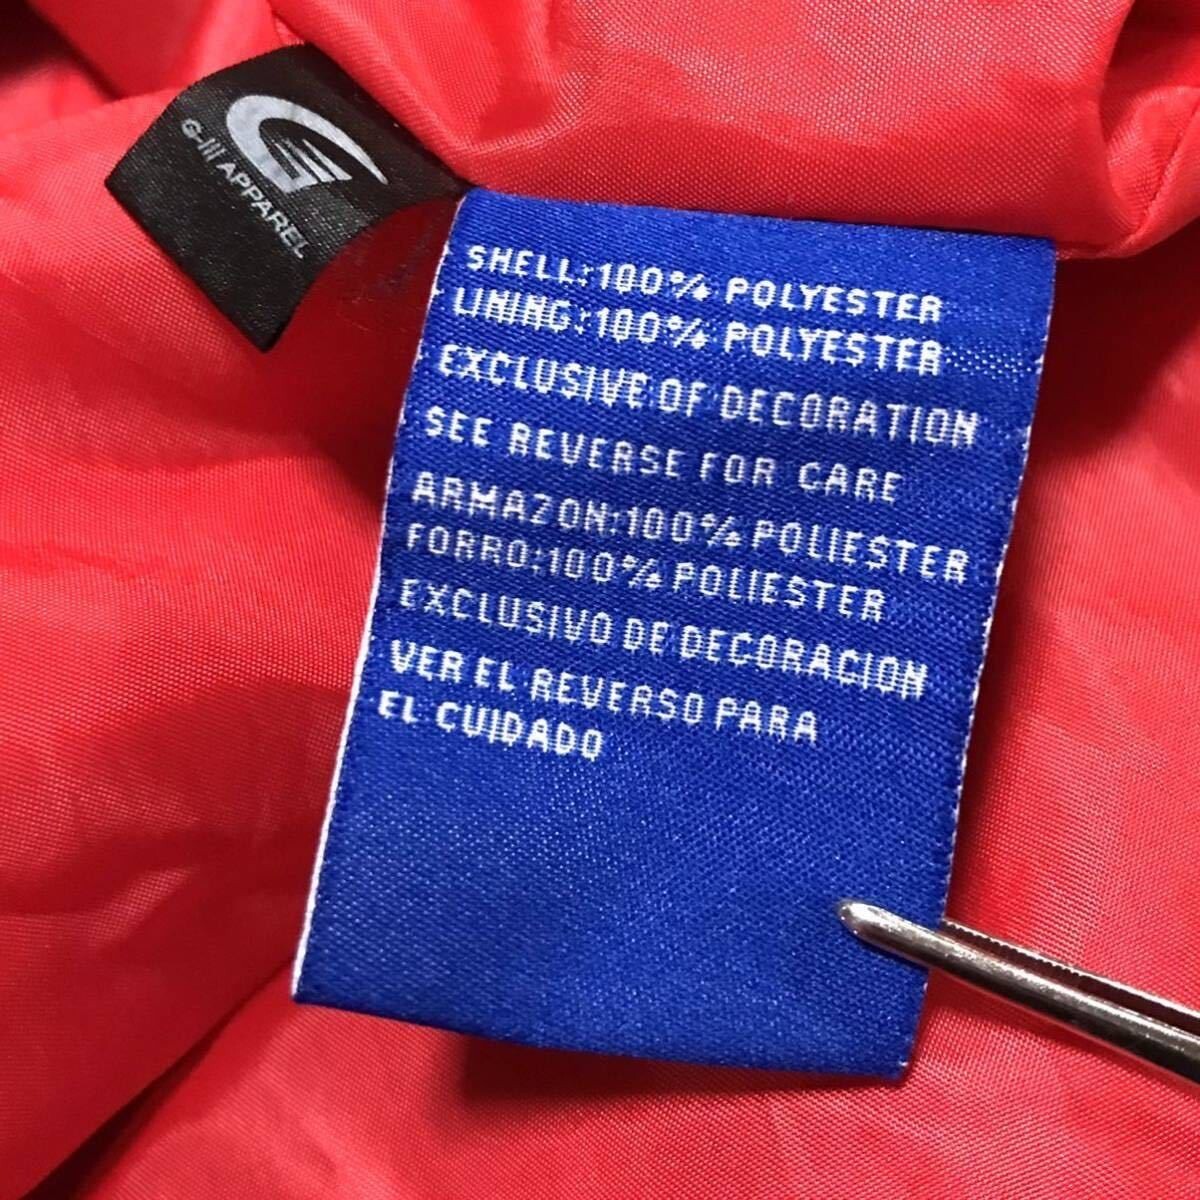 G-III APPAREL
SHELL:100% POLYESTER
LINING:100% POLYESTER
EXCLUSIVE OF DECORATION
SEE REVERSE FOR CARE
ARMAZON:100% POLIESTER
FORRO:100% POLIESTER
EXCLUSIVO DE DECORACION
VER EL REVERSO PARA
EL CUIDADO